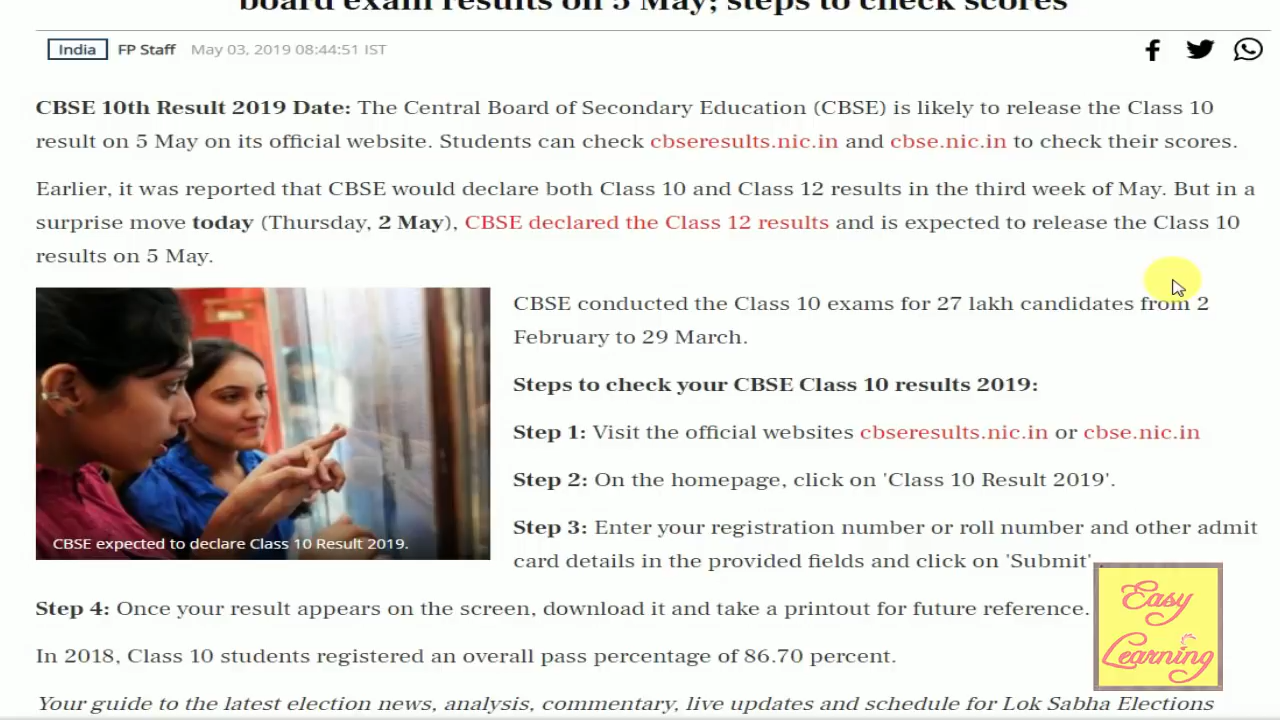 board exam results on 5 May; steps to check scores
India FP Staff May 03, 2019 08:44:51 IST
CBSE 10th Result 2019 Date: The Central Board of Secondary Education (CBSE) is likely to release the Class 10
result on 5 May on its official website. Students can check cbseresults.nic.in and cbse.nic.in to check their scores.
Earlier, it was reported that CBSE would declare both Class 10 and Class 12 results in the third week of May. But in a
surprise move today (Thursday, 2 May), CBSE declared the Class 12 results and is expected to release the Class 10
results on 5 May.
CBSE conducted the Class 10 exams for 27 lakh candidates from 2
February to 29 March.
Steps to check your CBSE Class 10 results 2019:
Step 1: Visit the official websites cbseresults.nic.in or cbse.nic.in
Step 2: On the homepage, click on 'Class 10 Result 2019'.
Step 3: Enter your registration number or roll number and other admit
card details in the provided fields and click on 'Submit'.
CBSE expected to declare Class 10 Result 2019.
Step 4: Once your result appears on the screen, download it and take a printout for future reference.
In 2018, Class 10 students registered an overall pass percentage of 86.70 percent.
Your guide to the latest election news, analysis, commentary, live updates and schedule for Lok Sabha Elections
Easy
Learning